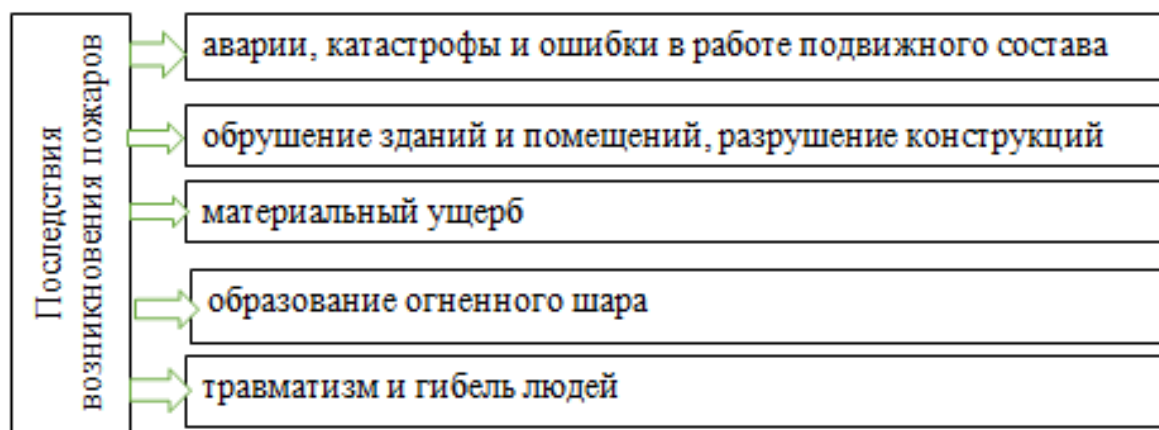 Последствия
возникновения пожаров
аварии, катастрофы и ошибки в работе подвижного состава
обрушение зданий и помещений, разрушение конструкций
материальный ущерб
образование огненного шара
травматизм и гибель людей